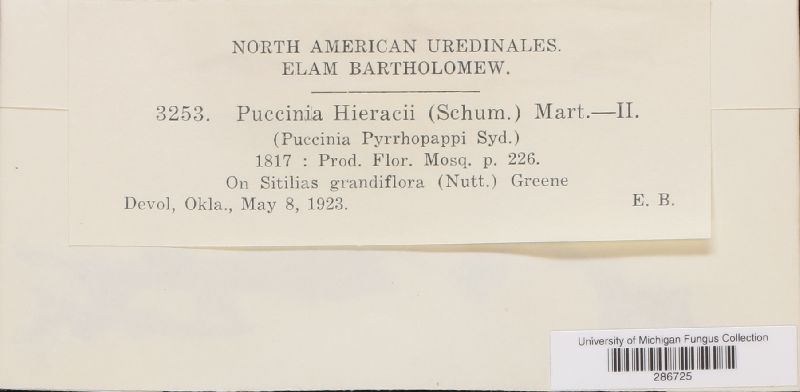 NORTH AMERICAN UREDINALES.
ELAM BARTHOLOMEW.
3253. Puccinia Hieracii (Schum.) Mart.—II.
(Puccinia Pyrrhopappi Syd.)
1817 : Prod. Flor. Mosq. p. 226.
On Sitilias grandiflora (Nutt.) Greene
Devol, Okla., May 8, 1923. E. B.
University of Michigan Fungus Collection
286725